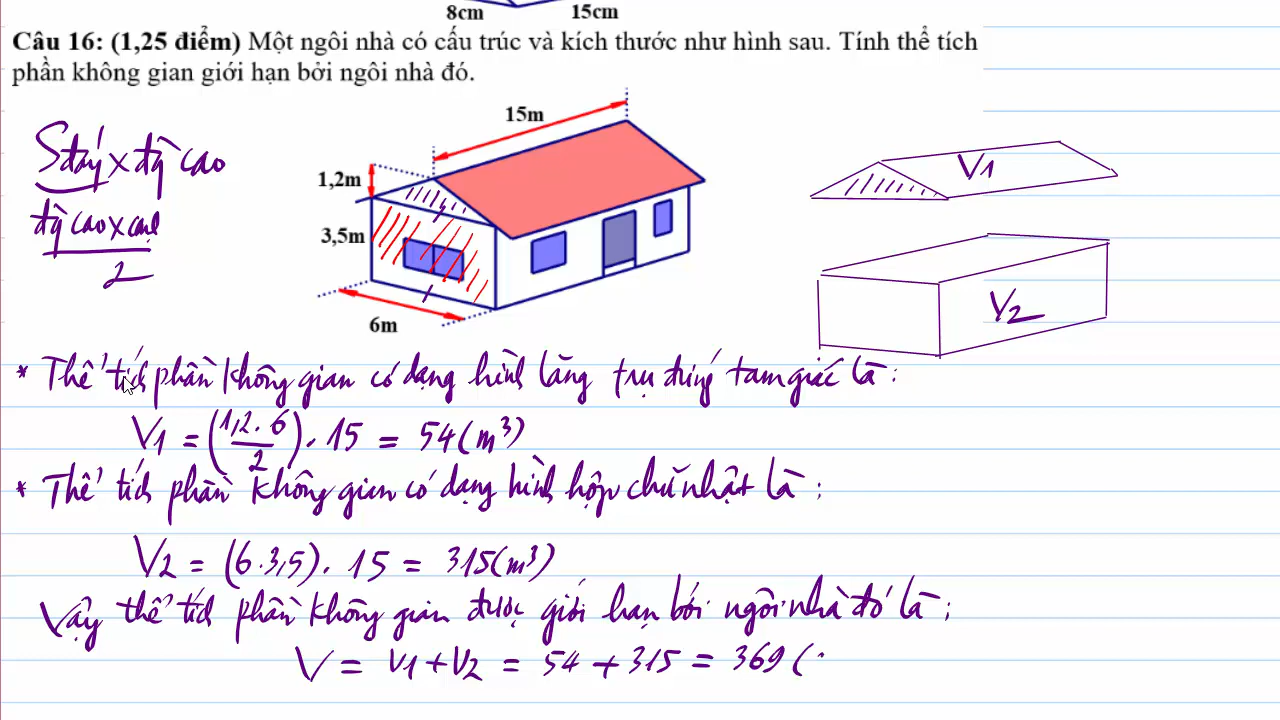 8cm 15cm
Câu 16: (1,25 điểm) Một ngôi nhà có cấu trúc và kích thước như hình sau. Tính thể tích
phần không gian giới hạn bởi ngôi nhà đó.
15m
1,2m
3,5m
6m
Sđáy x độ cao
độ cao x cạnh
2
V1
V2
* Thể tích phần không gian có dạng hình lăng trụ đứng tam giác là:
V1 = (1,2.6/2).15 = 54(m³)
* Thể tích phần không gian có dạng hình hộp chữ nhật là:
V2 = (6.3,5).15 = 315(m³)
Vậy thể tích phần không gian được giới hạn bởi ngôi nhà đó là:
V = V1+V2 = 54+315 = 369(